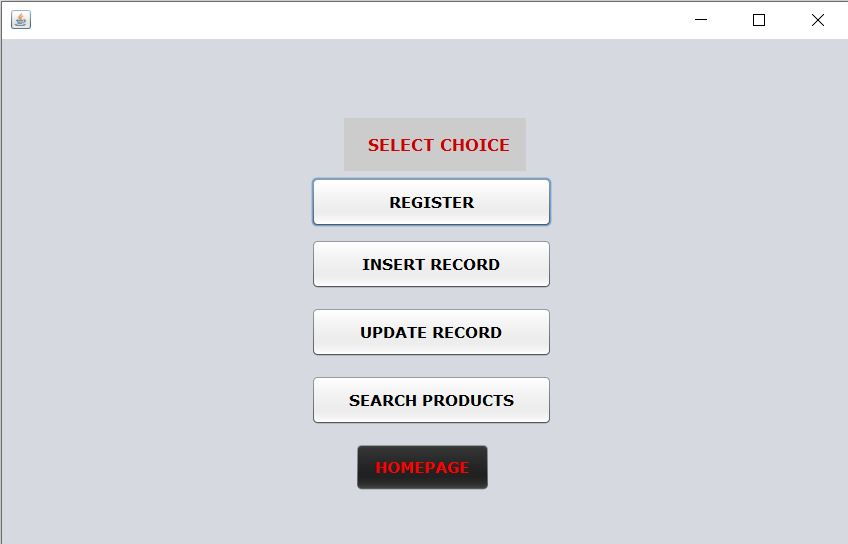 SELECT CHOICE
REGISTER
INSERT RECORD
UPDATE RECORD
SEARCH PRODUCTS
HOMEPAGE